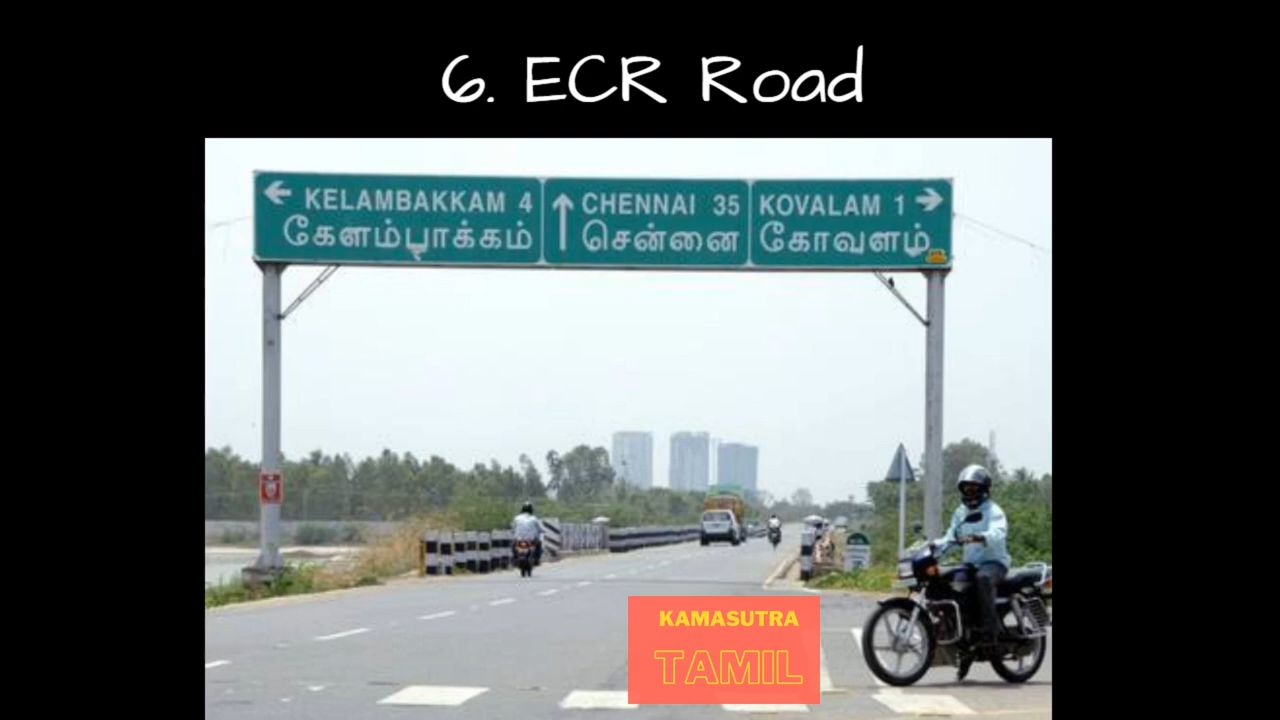 6. ECR Road
← KELAMBAKKAM 4
கேளம்பாக்கம்
↑ CHENNAI 35
சென்னை
KOVALAM 1 →
கோவளம்
KAMASUTRA
TAMIL